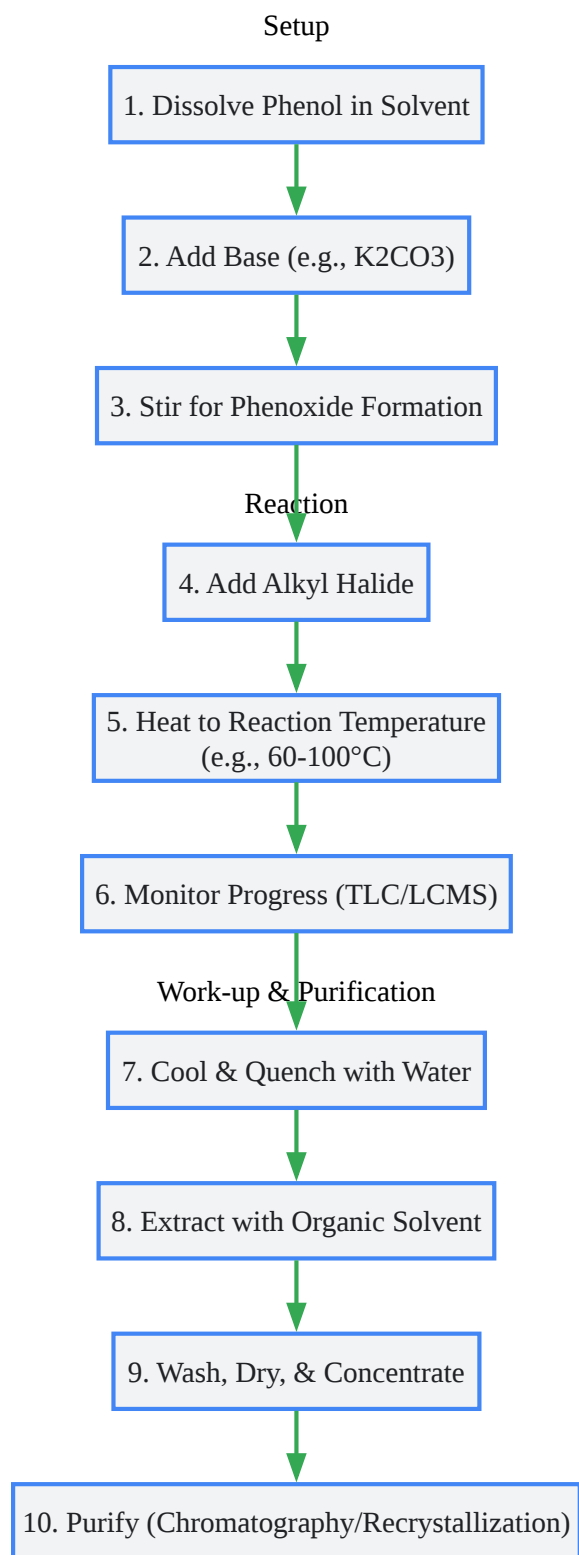 Setup
1. Dissolve Phenol in Solvent
2. Add Base (e.g., K2CO3)
3. Stir for Phenoxide Formation
Reaction
4. Add Alkyl Halide
5. Heat to Reaction Temperature
(e.g., 60-100°C)
6. Monitor Progress (TLC/LCMS)
Work-up & Purification
7. Cool & Quench with Water
8. Extract with Organic Solvent
9. Wash, Dry, & Concentrate
10. Purify (Chromatography/Recrystallization)